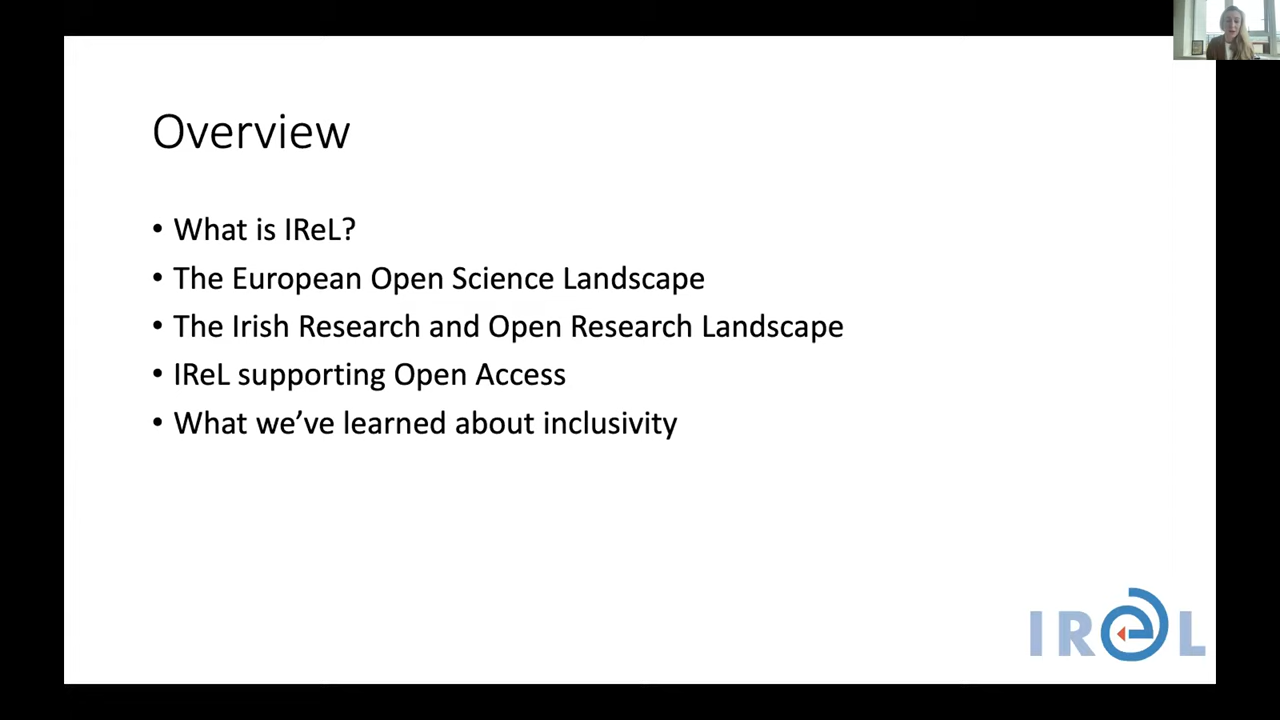 Overview
• What is IReL?
• The European Open Science Landscape
• The Irish Research and Open Research Landscape
• IReL supporting Open Access
• What we’ve learned about inclusivity
IReL